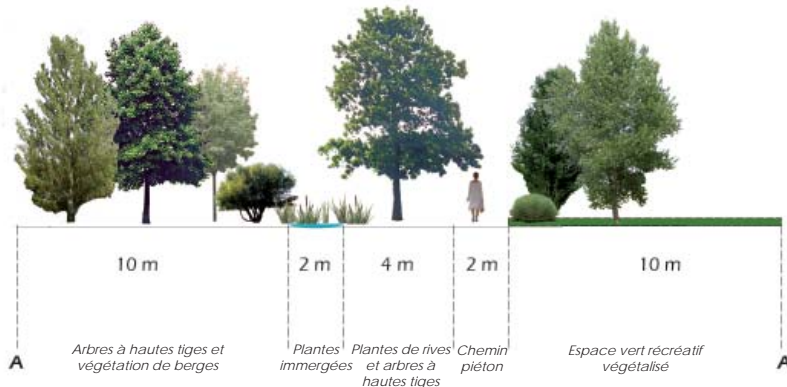 10 m
2 m
4 m
2 m
10 m
A
Arbres à hautes tiges et
végétation de berges
Plantes
immergées
Plantes de rives
et arbres à
hautes tiges
Chemin
piéton
Espace vert récréatif
végétalisé
A